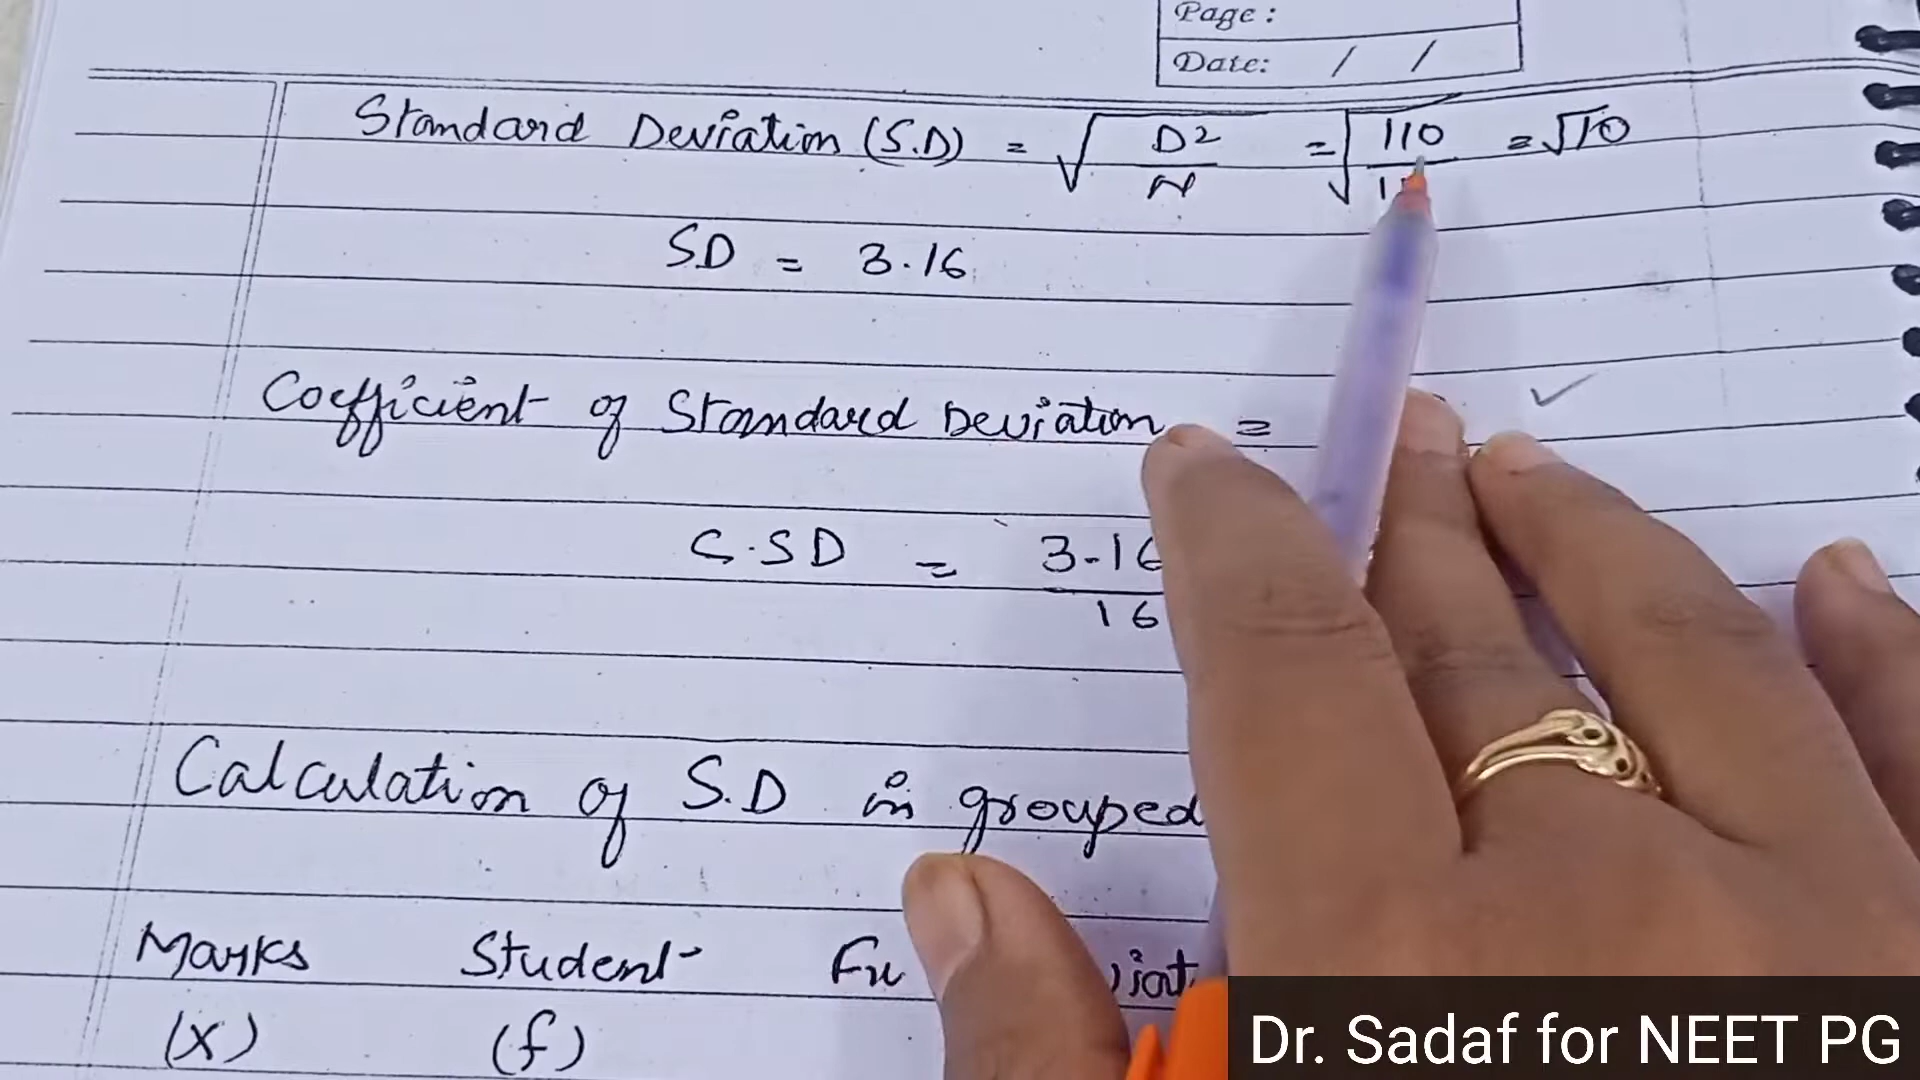 Page :
Date: / /
Standard Deviation (S.D) = √ D2 / N = √ 110 / = √10
SD = 3.16
Coefficient of Standard Deviation =
C.SD = 3-16 / 16
Calculation of S.D in grouped
Marks Student
(x) (f)
Dr. Sadaf for NEET PG